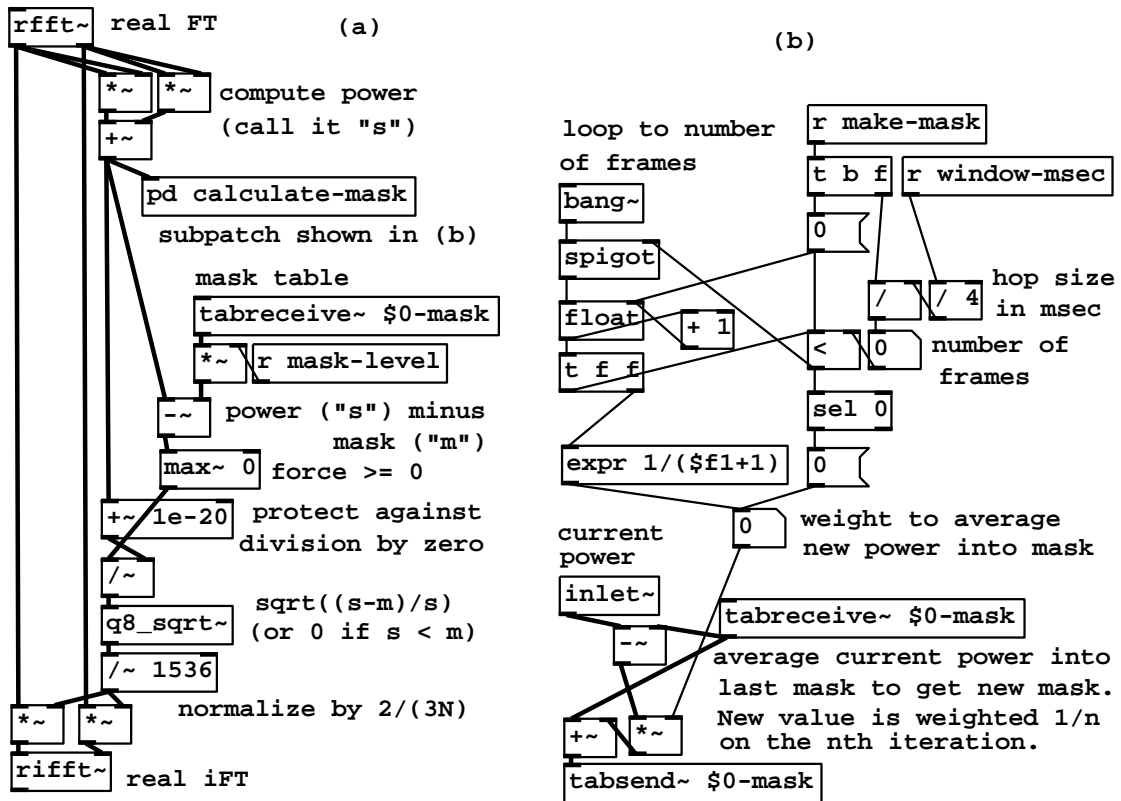 rfft~ real FT
(a)
*~ *~ compute power
(call it "s")
+~
pd calculate-mask
subpatch shown in (b)
mask table
tabreceive~ $0-mask
*~ r mask-level
-~ power ("s") minus
mask ("m")
max~ 0 force >= 0
+~ 1e-20 protect against
division by zero
/~
sqrt((s-m)/s)
q8_sqrt~ (or 0 if s < m)
/~ 1536
normalize by 2/(3N)
*~ *~
rifft~ real iFT
(b)
r make-mask
loop to number
of frames
t b f r window-msec
bang~
0
spigot
/ / 4 hop size
in msec
float + 1
< 0 number of
frames
t f f
sel 0
expr 1/($f1+1) 0
0 weight to average
new power into mask
current
power
inlet~ tabreceive~ $0-mask
-~ average current power into
last mask to get new mask.
New value is weighted 1/n
on the nth iteration.
+~ *~
tabsend~ $0-mask